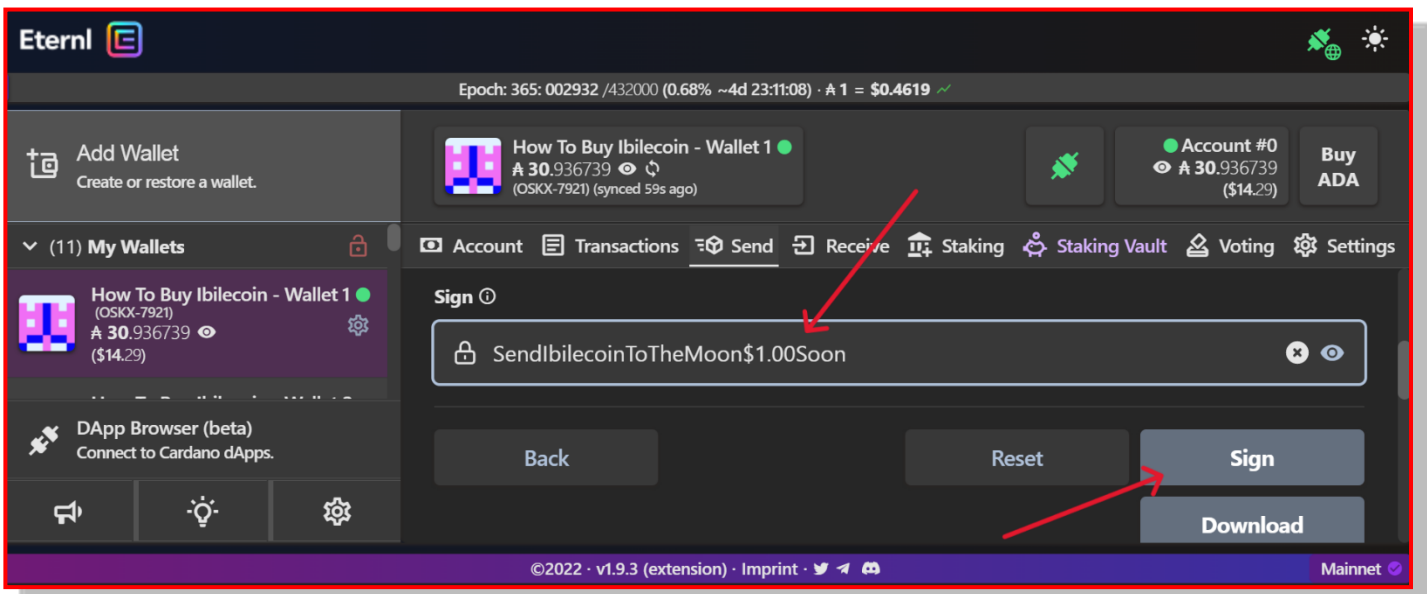 Eternl
Epoch: 365: 002932 /432000 (0.68% ~4d 23:11:08) · ₳ 1 = $0.4619
Add Wallet
Create or restore a wallet.
How To Buy Ibilecoin - Wallet 1
₳ 30.936739
(OSKX-7921) (synced 59s ago)
Account #0
₳ 30.936739
($14.29)
Buy
ADA
(11) My Wallets
Account Transactions Send Receive Staking Staking Vault Voting Settings
How To Buy Ibilecoin - Wallet 1
(OSKX-7921)
₳ 30.936739
($14.29)
Sign
SendIbilecoinToTheMoon$1.00Soon
DApp Browser (beta)
Connect to Cardano dApps.
Back Reset Sign
Download
©2022 · v1.9.3 (extension) · Imprint ·
Mainnet